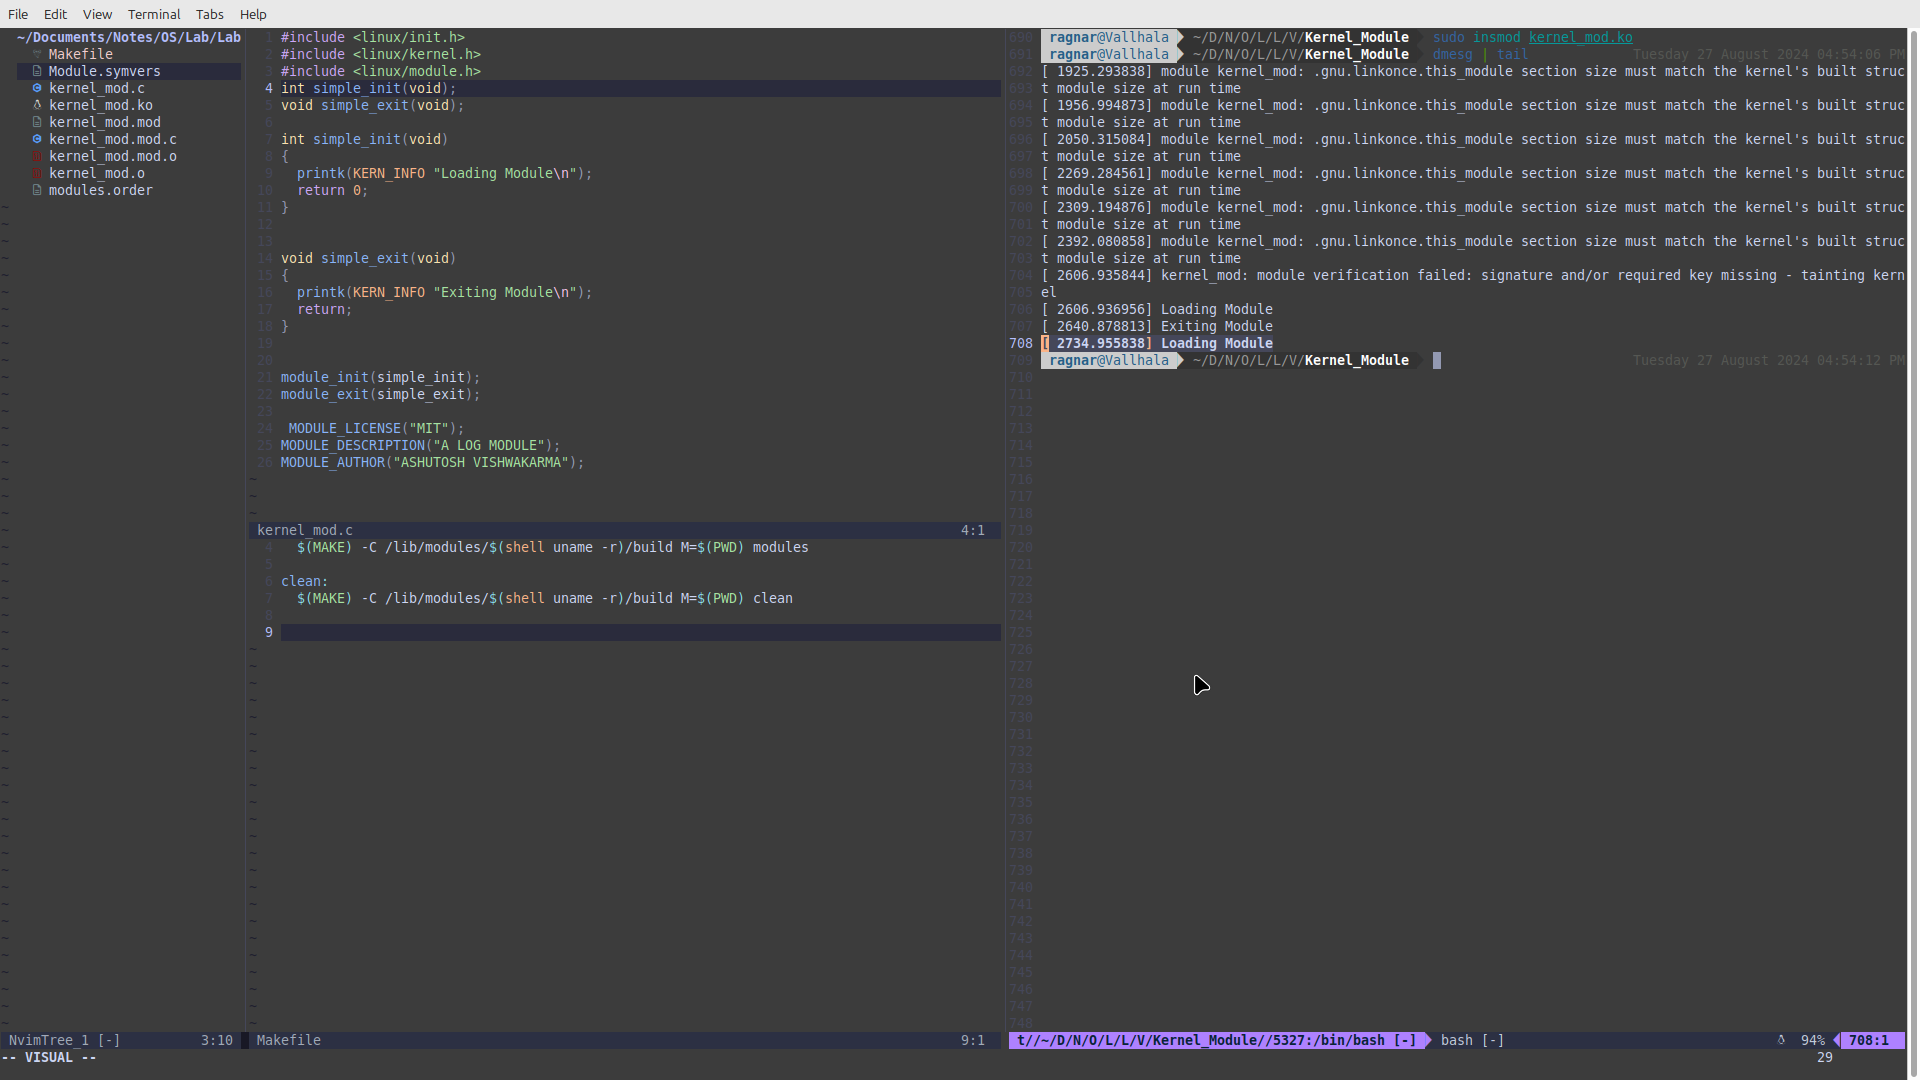 File Edit View Terminal Tabs Help
~/Documents/Notes/OS/Lab/Lab
Makefile
Module.symvers
kernel_mod.c
kernel_mod.ko
kernel_mod.mod
kernel_mod.mod.c
kernel_mod.mod.o
kernel_mod.o
modules.order
1 #include <linux/init.h>
2 #include <linux/kernel.h>
3 #include <linux/module.h>
4 int simple_init(void);
5 void simple_exit(void);
6
7 int simple_init(void)
8 {
9 printk(KERN_INFO "Loading Module\n");
10 return 0;
11 }
12
13
14 void simple_exit(void)
15 {
16 printk(KERN_INFO "Exiting Module\n");
17 return;
18 }
19
20
21 module_init(simple_init);
22 module_exit(simple_exit);
23
24 MODULE_LICENSE("MIT");
25 MODULE_DESCRIPTION("A LOG MODULE");
26 MODULE_AUTHOR("ASHUTOSH VISHWAKARMA");
~
~
~
kernel_mod.c 4:1
4 $(MAKE) -C /lib/modules/$(shell uname -r)/build M=$(PWD) modules
5
6 clean:
7 $(MAKE) -C /lib/modules/$(shell uname -r)/build M=$(PWD) clean
8
9
690 ragnar@Vallhala ~/D/N/O/L/L/V/Kernel_Module sudo insmod kernel_mod.ko
691 ragnar@Vallhala ~/D/N/O/L/L/V/Kernel_Module dmesg | tail Tuesday 27 August 2024 04:54:06 PM
692 [ 1925.293838] module kernel_mod: .gnu.linkonce.this_module section size must match the kernel's built struc
693 t module size at run time
694 [ 1956.994873] module kernel_mod: .gnu.linkonce.this_module section size must match the kernel's built struc
695 t module size at run time
696 [ 2050.315084] module kernel_mod: .gnu.linkonce.this_module section size must match the kernel's built struc
697 t module size at run time
698 [ 2269.284561] module kernel_mod: .gnu.linkonce.this_module section size must match the kernel's built struc
699 t module size at run time
700 [ 2309.194876] module kernel_mod: .gnu.linkonce.this_module section size must match the kernel's built struc
701 t module size at run time
702 [ 2392.080858] module kernel_mod: .gnu.linkonce.this_module section size must match the kernel's built struc
703 t module size at run time
704 [ 2606.935844] kernel_mod: module verification failed: signature and/or required key missing - tainting kern
705 el
706 [ 2606.936956] Loading Module
707 [ 2640.878813] Exiting Module
708 [ 2734.955838] Loading Module
709 ragnar@Vallhala ~/D/N/O/L/L/V/Kernel_Module Tuesday 27 August 2024 04:54:12 PM
710
711
712
713
714
715
716
717
718
719
720
721
722
723
724
725
726
727
728
729
730
731
732
733
734
735
736
737
738
739
740
741
742
743
744
745
746
747
748
NvimTree_1 [-] 3:10 Makefile 9:1 t//~/D/N/O/L/L/V/Kernel_Module//5327:/bin/bash [-] bash [-] 94% 708:1
-- VISUAL -- 29